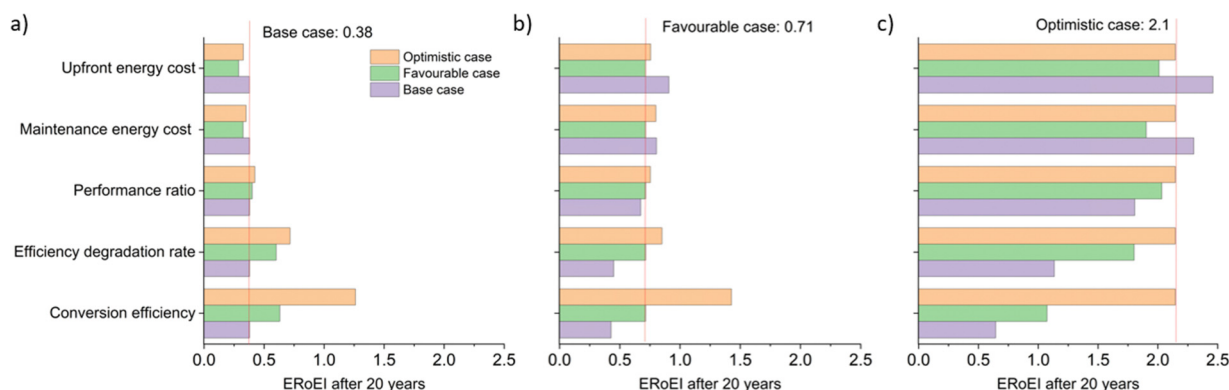 a)
Base case: 0.38
Optimistic case
Favourable case
Base case
Upfront energy cost
Maintenance energy cost
Performance ratio
Efficiency degradation rate
Conversion efficiency
0.0 0.5 1.0 1.5 2.0 2.5
ERoEI after 20 years
b)
Favourable case: 0.71
0.0 0.5 1.0 1.5 2.0 2.5
ERoEI after 20 years
c)
Optimistic case: 2.1
0.0 0.5 1.0 1.5 2.0 2.5
ERoEI after 20 years